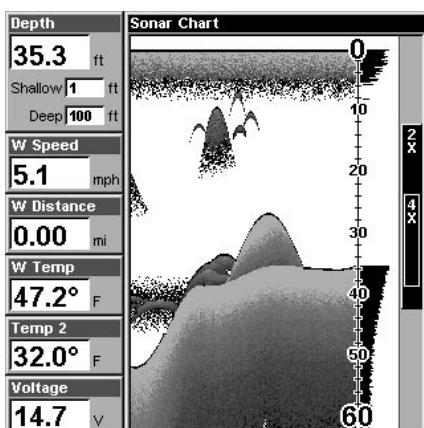 Depth
35.3 ft
Shallow 1 ft
Deep 100 ft
W Speed
5.1 mph
W Distance
0.00 mi
W Temp
47.2° F
Temp 2
32.0° F
Voltage
14.7 V
Sonar Chart
0
10
20
30
40
50
60
2X
4X